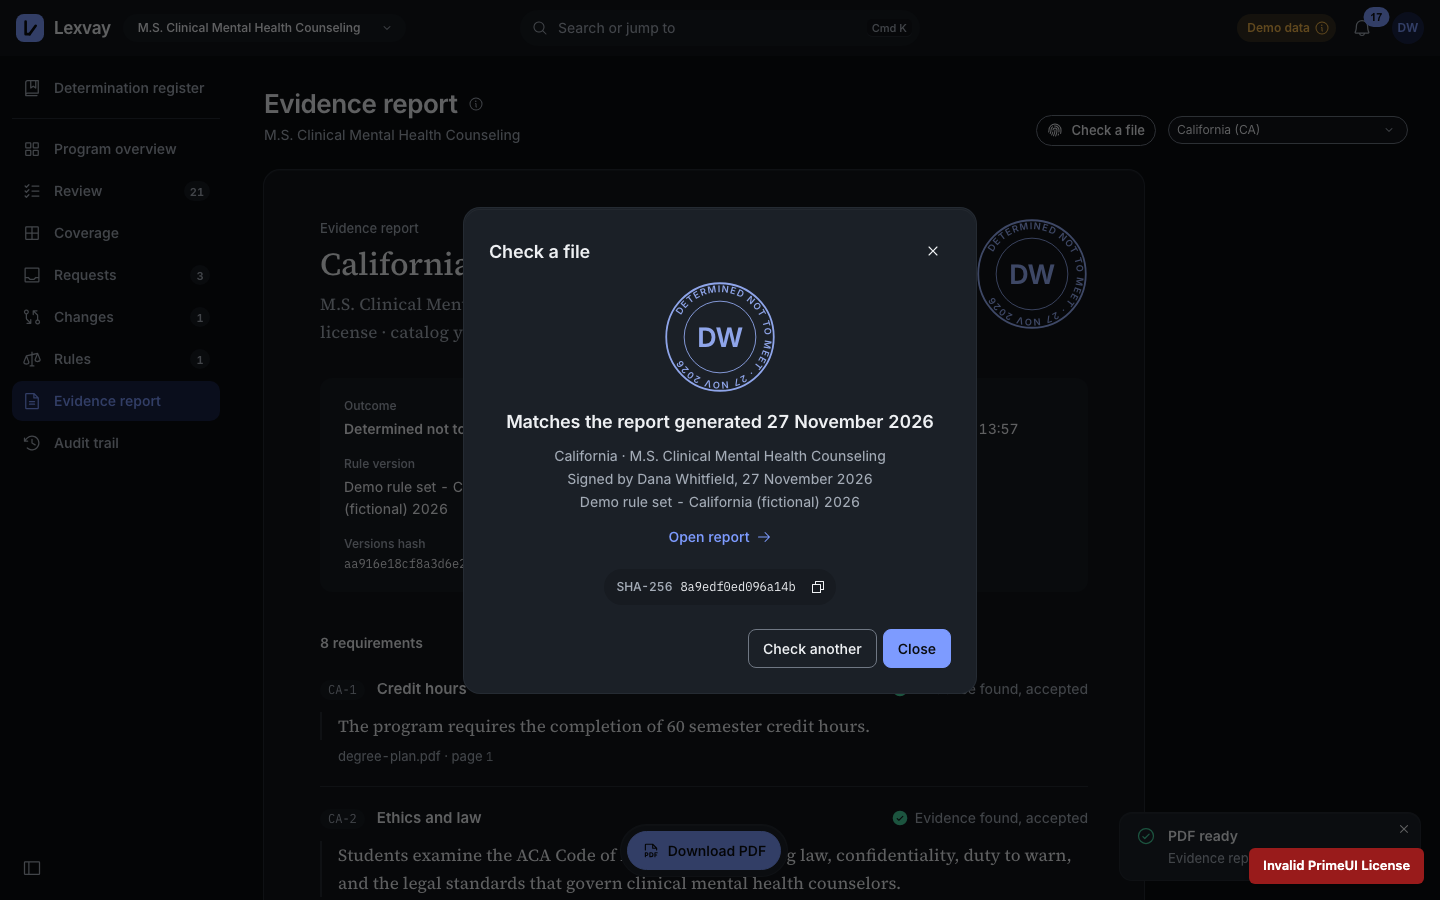 Lexvay
M.S. Clinical Mental Health Counseling
Search or jump to
Cmd K
Demo data
17
DW
Determination register
Program overview
Review
21
Coverage
Requests
3
Changes
1
Rules
1
Evidence report
Audit trail
Evidence report
M.S. Clinical Mental Health Counseling
Check a file
California (CA)
Evidence report
California
M.S. Clinical Men
license · catalog y
DETERMINED NOT TO MEET · 27 NOV 2026
DW
Outcome
Determined not to
13:57
Rule version
Demo rule set - C
(fictional) 2026
Versions hash
aa916e18cf8a3d6e2
Check a file
DETERMINED NOT TO MEET · 27 NOV 2026
DW
Matches the report generated 27 November 2026
California · M.S. Clinical Mental Health Counseling
Signed by Dana Whitfield, 27 November 2026
Demo rule set - California (fictional) 2026
Open report
SHA-256 8a9edf0ed096a14b
Check another
Close
8 requirements
CA-1 Credit hours
e found, accepted
The program requires the completion of 60 semester credit hours.
degree-plan.pdf · page 1
CA-2 Ethics and law
Evidence found, accepted
Students examine the ACA Code of
g law, confidentiality, duty to warn,
and the legal standards that govern clinical mental health counselors.
PDF
Download PDF
PDF ready
Evidence rep
Invalid PrimeUI License